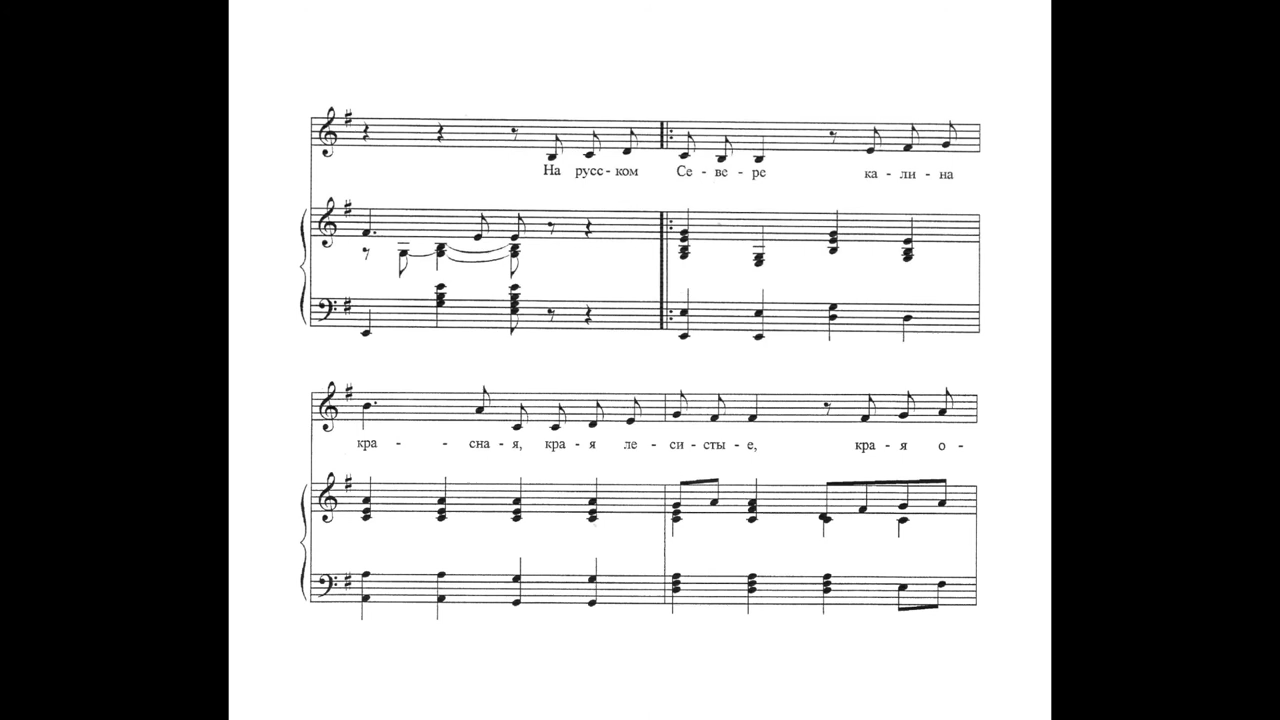 На русс - ком Се - ве - ре ка - ли - на
кра - - сна - я, кра - я ле - си - сты - е, кра - я о -